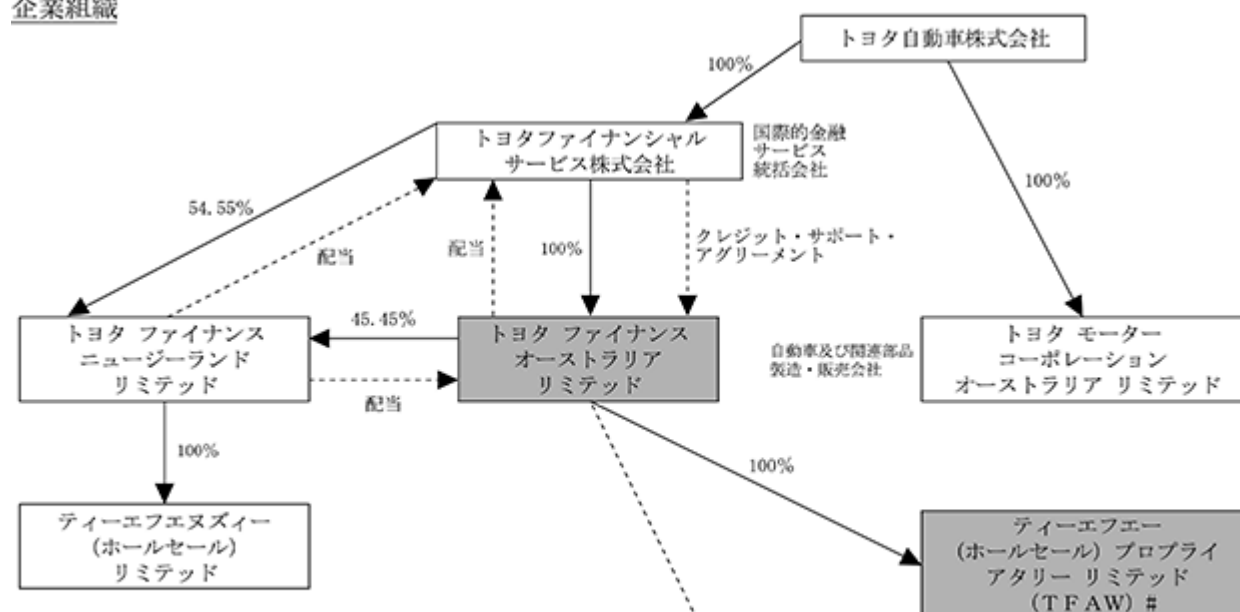 企業組織
トヨタ自動車株式会社
100%
トヨタファイナンシャル
サービス株式会社
国際的金融
サービス
統括会社
54.55%
配当
配当
100%
クレジット・サポート・
アグリーメント
100%
トヨタ ファイナンス
ニュージーランド
リミテッド
45.45%
配当
トヨタ ファイナンス
オーストラリア
リミテッド
自動車及び関連部品
製造・販売会社
トヨタ モーター
コーポレーション
オーストラリア リミテッド
100%
100%
ティーエフエヌズィー
(ホールセール)
リミテッド
ティーエフエー
(ホールセール) プロプライ
アタリー リミテッド
(TFAW) #